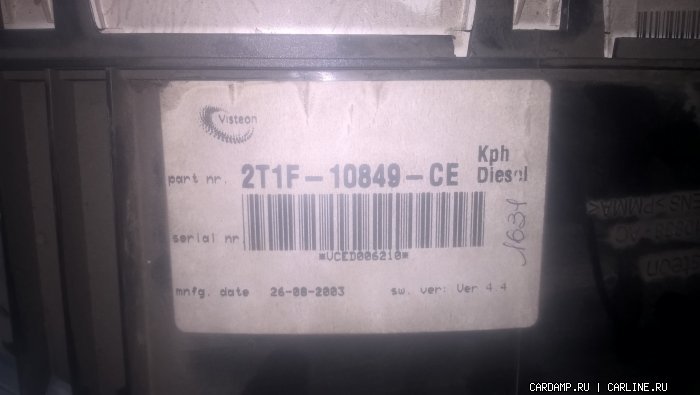 Visteon
part nr. 2T1F-10849-CE Kph Diesel
serial nr.
*VCED006210*
1631
mnfg. date 26-08-2003 sw. ver: Ver 4.4
CARDAMP.RU | CARLINE.RU